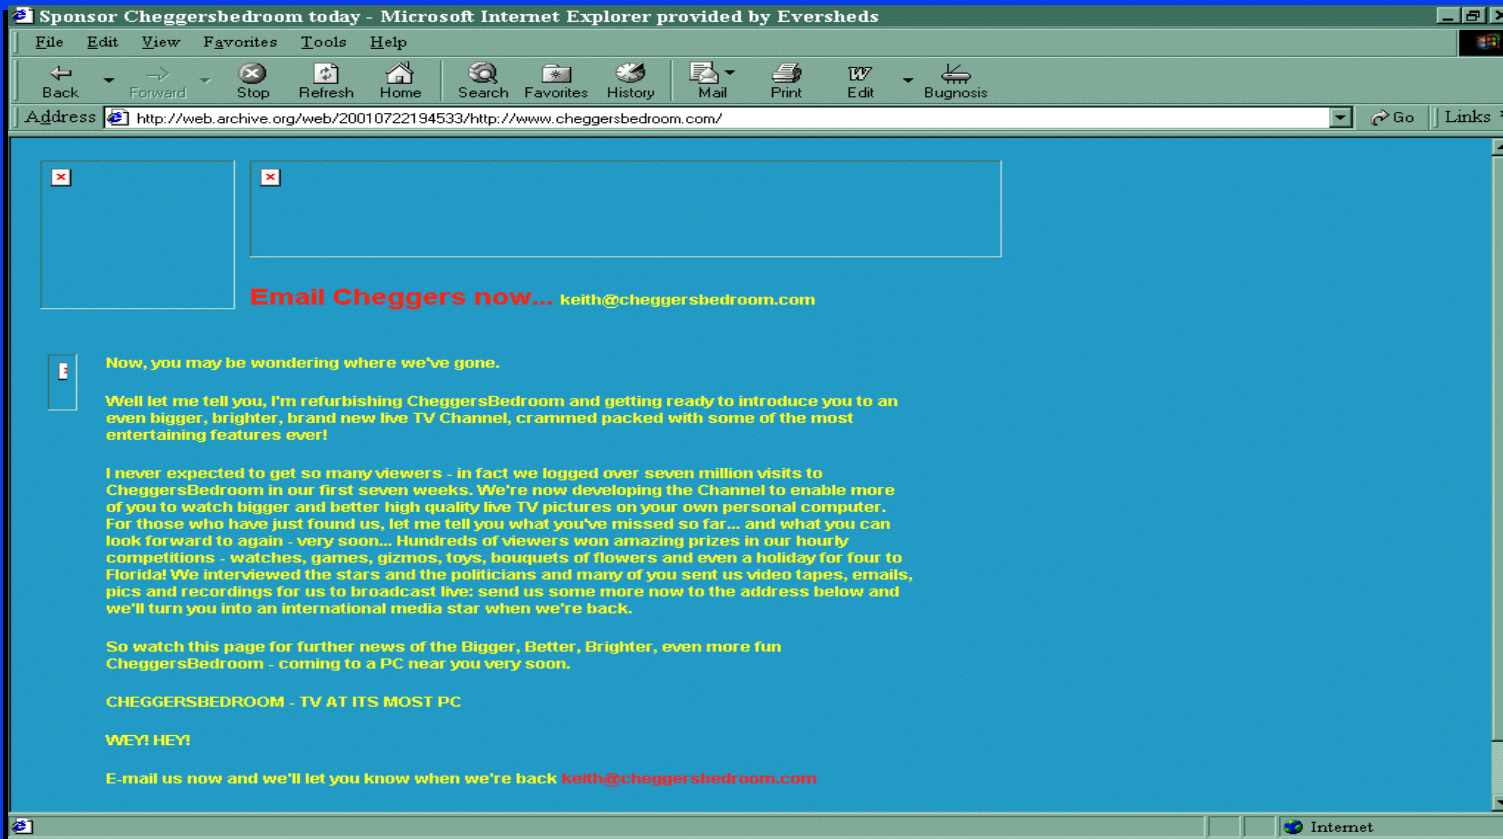 Sponsor Cheggersbedroom today - Microsoft Internet Explorer provided by Eversheds
File Edit View Favorites Tools Help
Back Forward Stop Refresh Home Search Favorites History Mail Print Edit Bugnosis
Address http://web.archive.org/web/20010722194533/http://www.cheggersbedroom.com/ Go Links
Email Cheggers now... keith@cheggersbedroom.com
Now, you may be wondering where we've gone.
Well let me tell you, I'm refurbishing CheggersBedroom and getting ready to introduce you to an
even bigger, brighter, brand new live TV Channel, crammed packed with some of the most
entertaining features ever!
I never expected to get so many viewers - in fact we logged over seven million visits to
CheggersBedroom in our first seven weeks. We're now developing the Channel to enable more
of you to watch bigger and better high quality live TV pictures on your own personal computer.
For those who have just found us, let me tell you what you've missed so far... and what you can
look forward to again - very soon... Hundreds of viewers won amazing prizes in our hourly
competitions - watches, games, gizmos, toys, bouquets of flowers and even a holiday for four to
Florida! We interviewed the stars and the politicians and many of you sent us video tapes, emails,
pics and recordings for us to broadcast live: send us some more now to the address below and
we'll turn you into an international media star when we're back.
So watch this page for further news of the Bigger, Better, Brighter, even more fun
CheggersBedroom - coming to a PC near you very soon.
CHEGGERSBEDROOM - TV AT ITS MOST PC
WEY! HEY!
E-mail us now and we'll let you know when we're back keith@cheggersbedroom.com
Internet